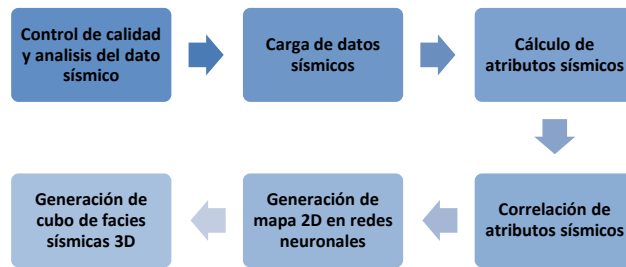 Control de calidad
y analisis del dato
sísmico
Carga de datos
sísmicos
Cálculo de
atributos sísmicos
Correlación de
atributos sísmicos
Generación de
mapa 2D en redes
neuronales
Generación de
cubo de facies
sísmicas 3D